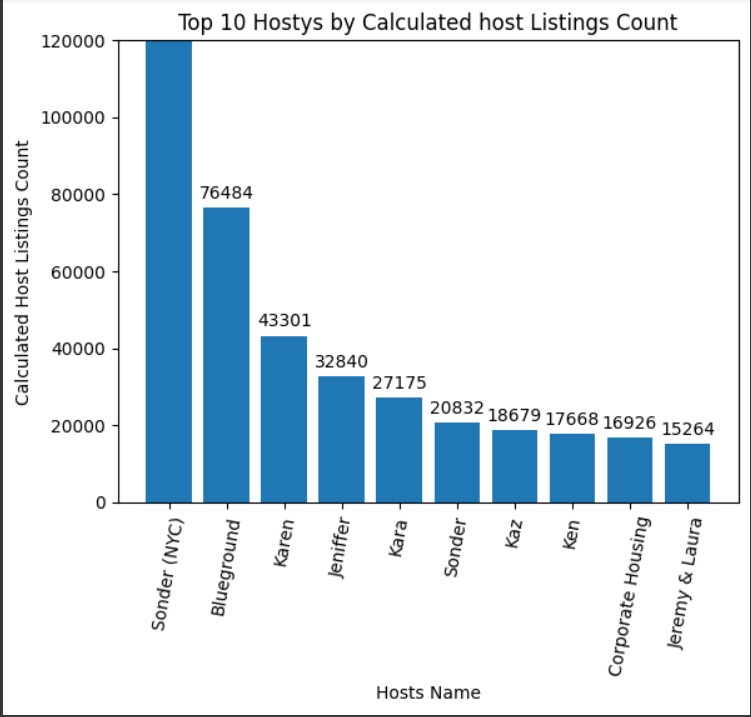 Top 10 Hostys by Calculated host Listings Count
120000
100000
80000
60000
40000
20000
0
Calculated Host Listings Count
76484
43301
32840
27175
20832
18679
17668
16926
15264
Sonder (NYC)
Blueground
Karen
Jeniffer
Kara
Sonder
Kaz
Ken
Corporate Housing
Jeremy & Laura
Hosts Name